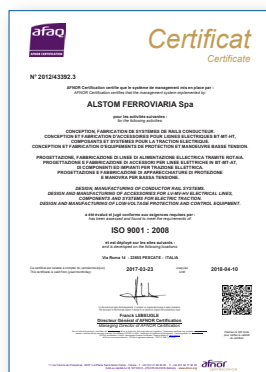 afaq
Certificat
Certificate
N° 2012/43392.3
AFNOR Certification certifie que le système de management mis en place par :
AFNOR Certification certifies that the management system implemented by:
ALSTOM FERROVIARIA Spa
pour les activités suivantes :
for the following activities:
CONCEPTION, FABRICATION DE SYSTEMES DE RAILS CONDUCTEUR.
CONCEPTION ET FABRICATION D'ACCESSOIRES POUR LIGNES ELECTRIQUES BT-MT-HT,
COMPOSANTS ET SYSTEMES POUR LA TRACTION ELECTRIQUE.
CONCEPTION ET FABRICATION D'EQUIPEMENTS DE PROTECTION ET MANOEUVRE BASSE TENSION.
PROGETTAZIONE, FABBRICAZIONE DI LINEE DI ALIMENTAZIONE ELLECTRICA TRAMITE ROTAIA.
PROGETTAZIONE E FABBRICAZIONE DI ACCESSORI PER LINEE ELETTRICHE IN BT-MT-AT,
DI COMPONENTI ED IMPIANTI PER TRAZIONE ELETTRICA.
PROGETTAZIONE E FABBRICAZIONE DI APPARECCHIATURE DI PROTEZIONE
E MANOVRA PER BASSA TENSIONE.
DESIGN, MANUFACTURING OF CONDUCTOR RAIL SYSTEMS.
DESIGN AND MANUFACTURING OF ACCESSORIES FOR LV-MV-HV ELECTRICAL LINES,
COMPONENTS AND SYSTEMS FOR ELECTRIC TRACTION.
DESIGN AND MANUFACTURING OF LOW-VOLTAGE PROTECTION AND CONTROL EQUIPMENT.
a été évalué et jugé conforme aux exigences requises par :
has been assessed and found to meet the requirements of:
ISO 9001 : 2008
et est déployé sur les sites suivants :
and is developed on the following locations:
Via Roma 14 - 23855 PESCATE - ITALIA
2017-03-23
2018-04-10
Franck LEBEUGLE
Directeur Général d'AFNOR Certification
Managing Director of AFNOR Certification
afnor